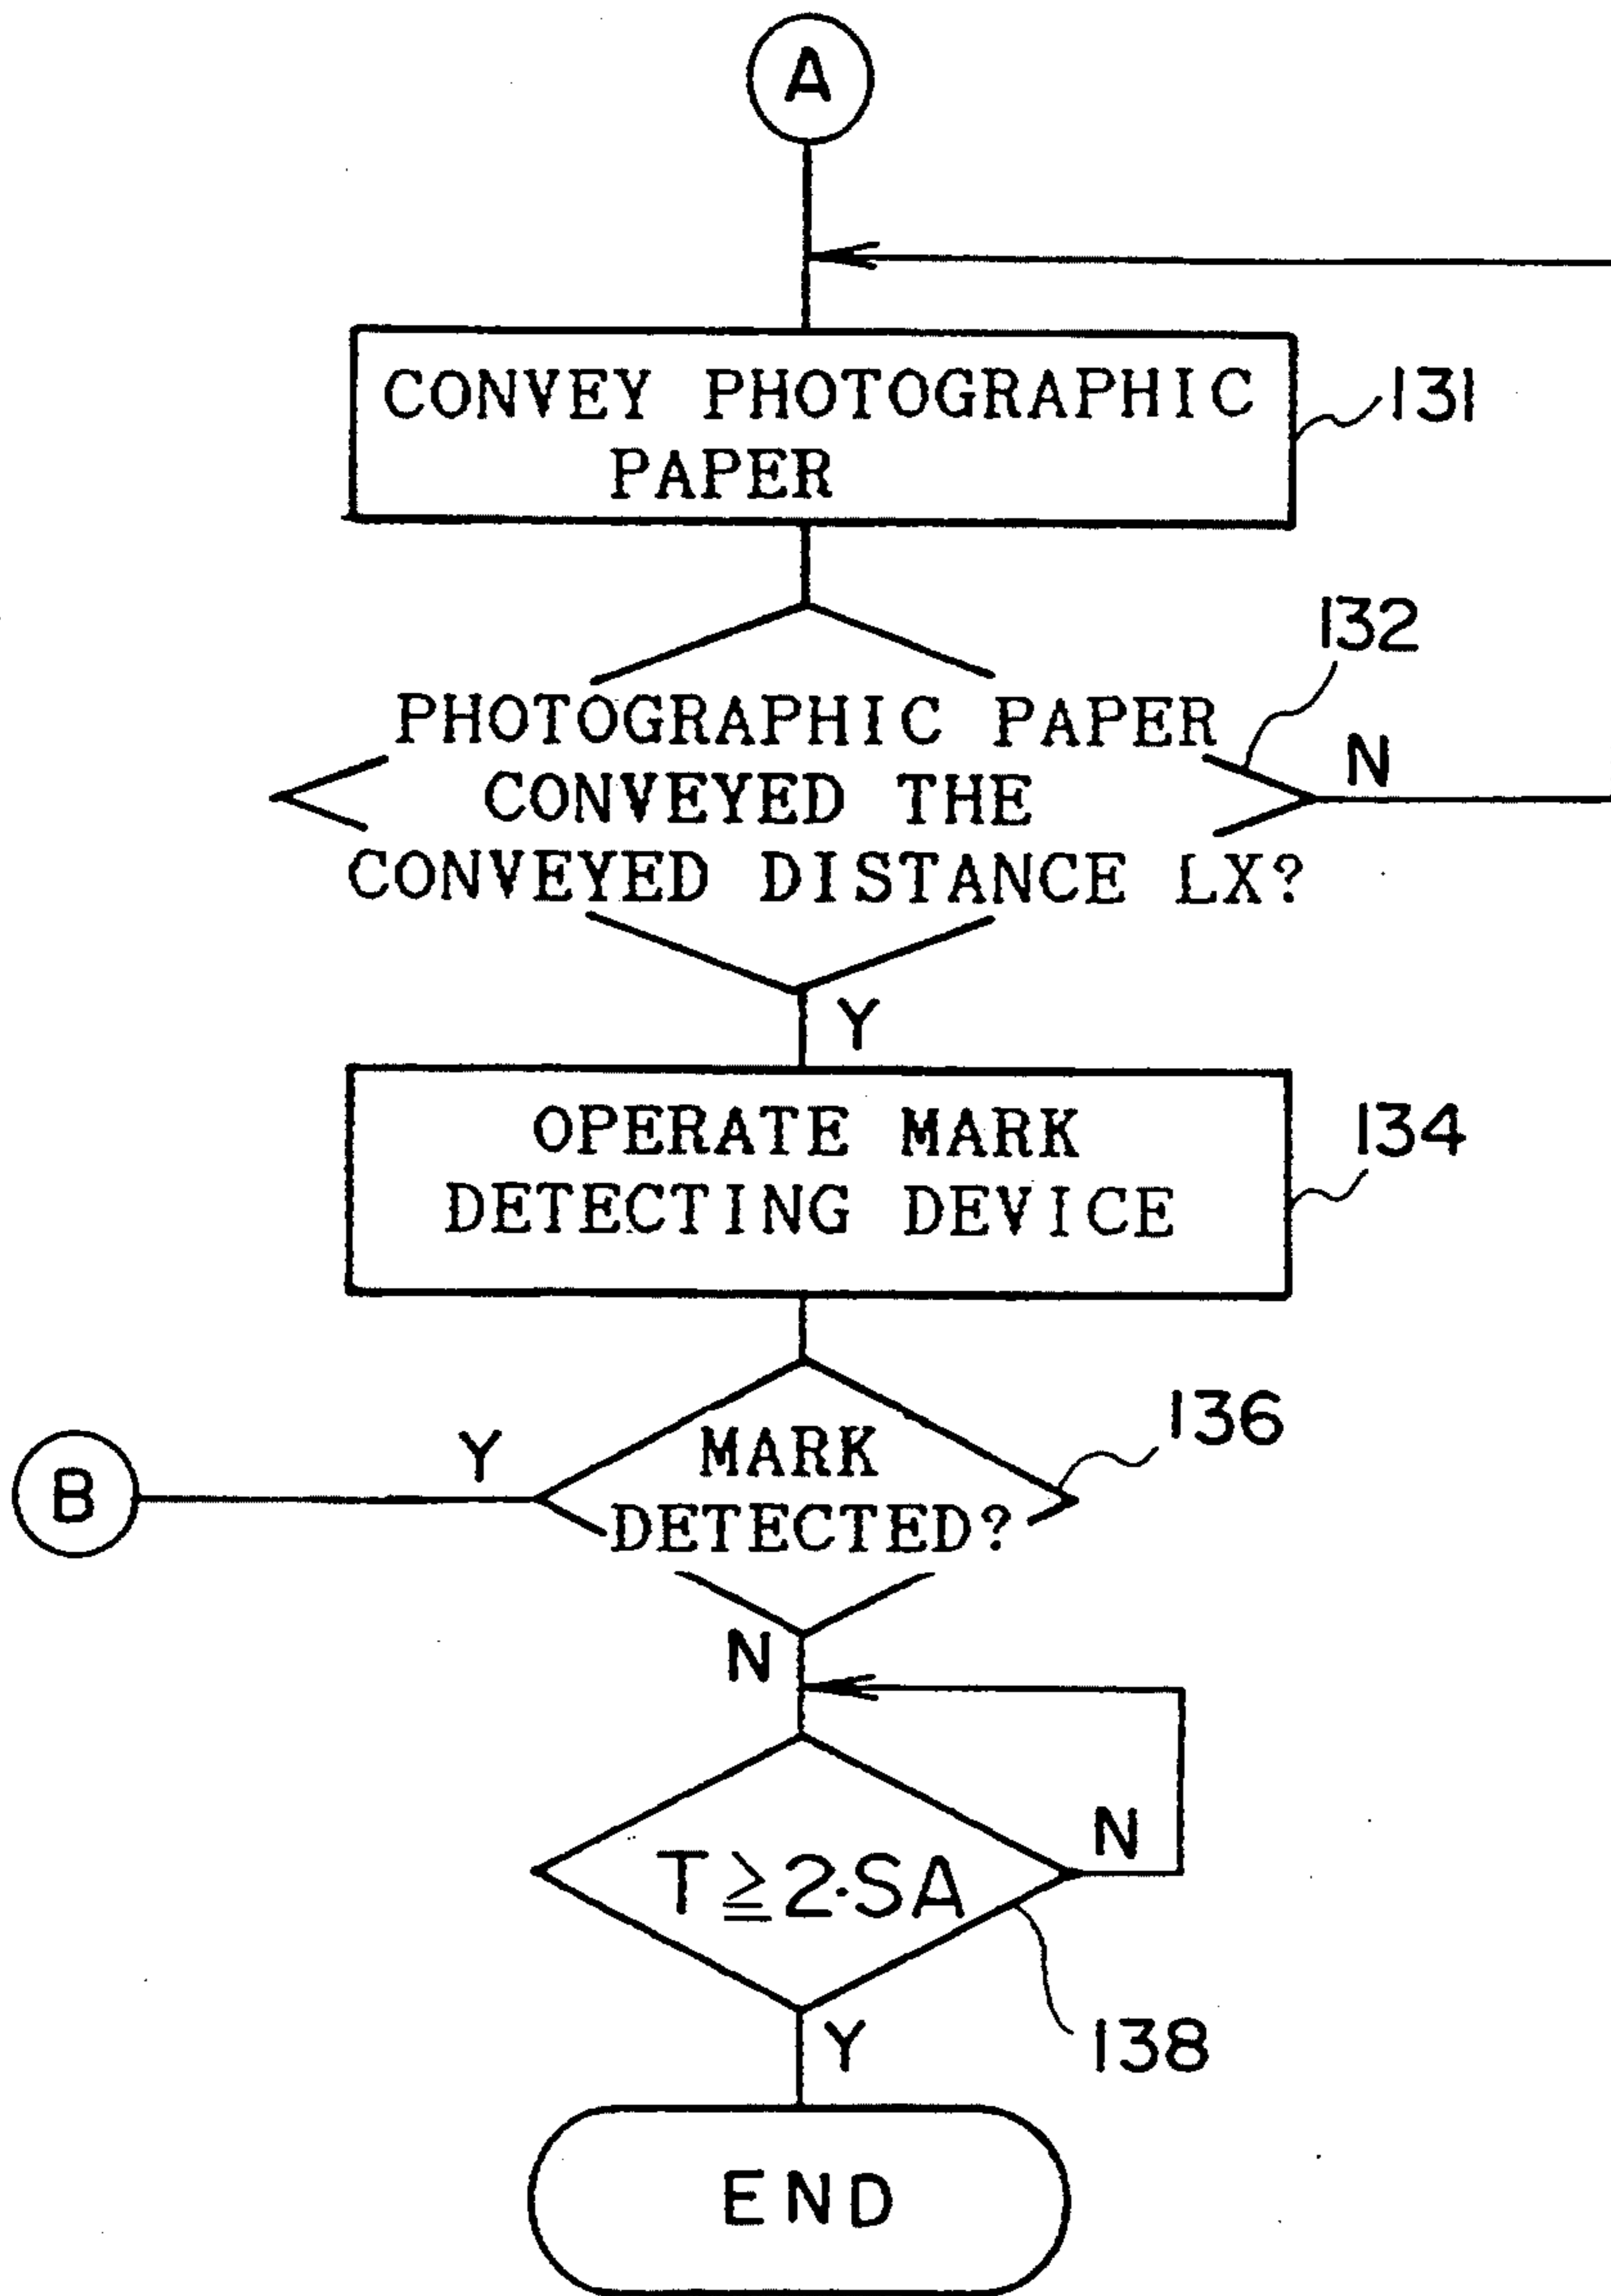 A
CONVEY PHOTOGRAPHIC
PAPER
131
132
PHOTOGRAPHIC PAPER
CONVEYED THE
CONVEYED DISTANCE LX?
N
Y
OPERATE MARK
DETECTING DEVICE
134
136
B
Y
MARK
DETECTED?
N
T≧2·SA
N
138
Y
END